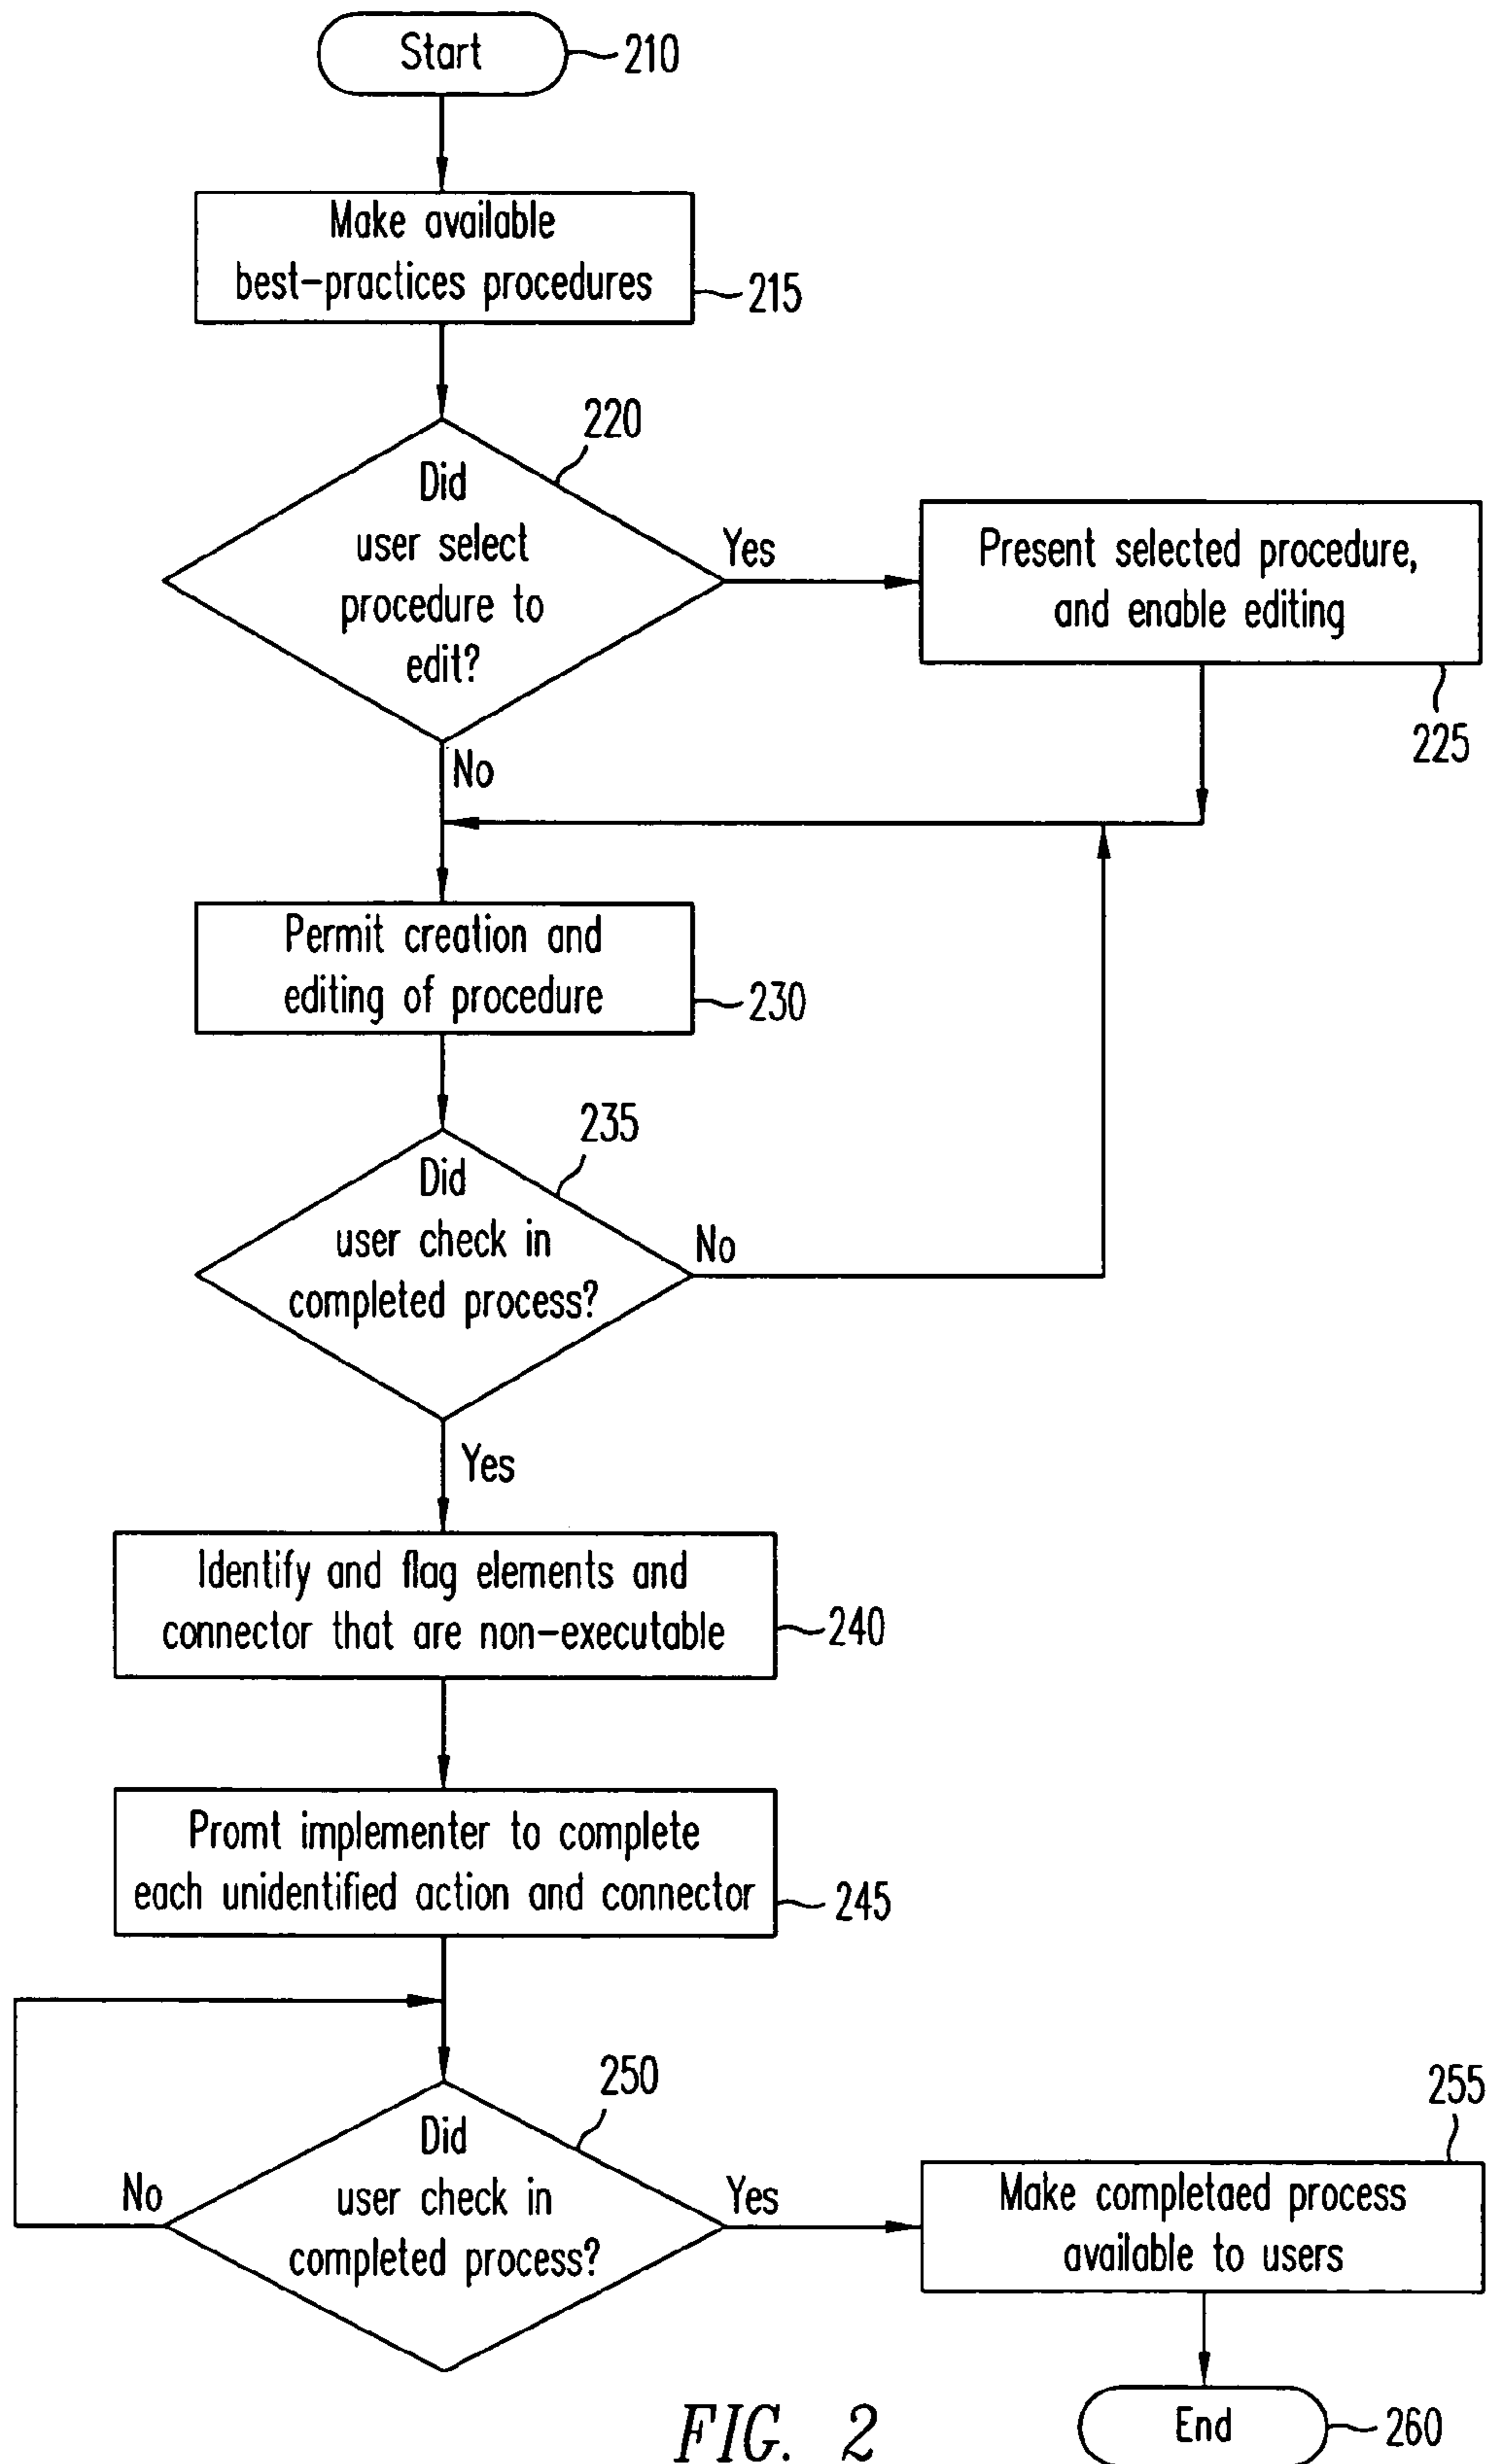 Start
210
Make available
best-practices procedures
215
220
Did
user select
procedure to
edit?
Yes
Present selected procedure,
and enable editing
225
No
Permit creation and
editing of procedure
230
235
Did
user check in
completed process?
No
Yes
Identify and flag elements and
connector that are non-executable
240
Promt implementer to complete
each unidentified action and connector
245
250
Did
user check in
completed process?
No
Yes
255
Make completaed process
available to users
End
260
FIG. 2